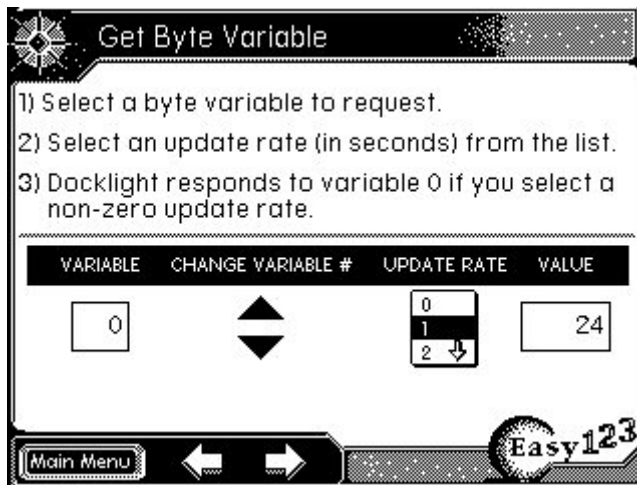 Get Byte Variable
1) Select a byte variable to request.
2) Select an update rate (in seconds) from the list.
3) Docklight responds to variable 0 if you select a
non-zero update rate.
VARIABLE CHANGE VARIABLE # UPDATE RATE VALUE
0
0
1
2
24
Main Menu
Easy123